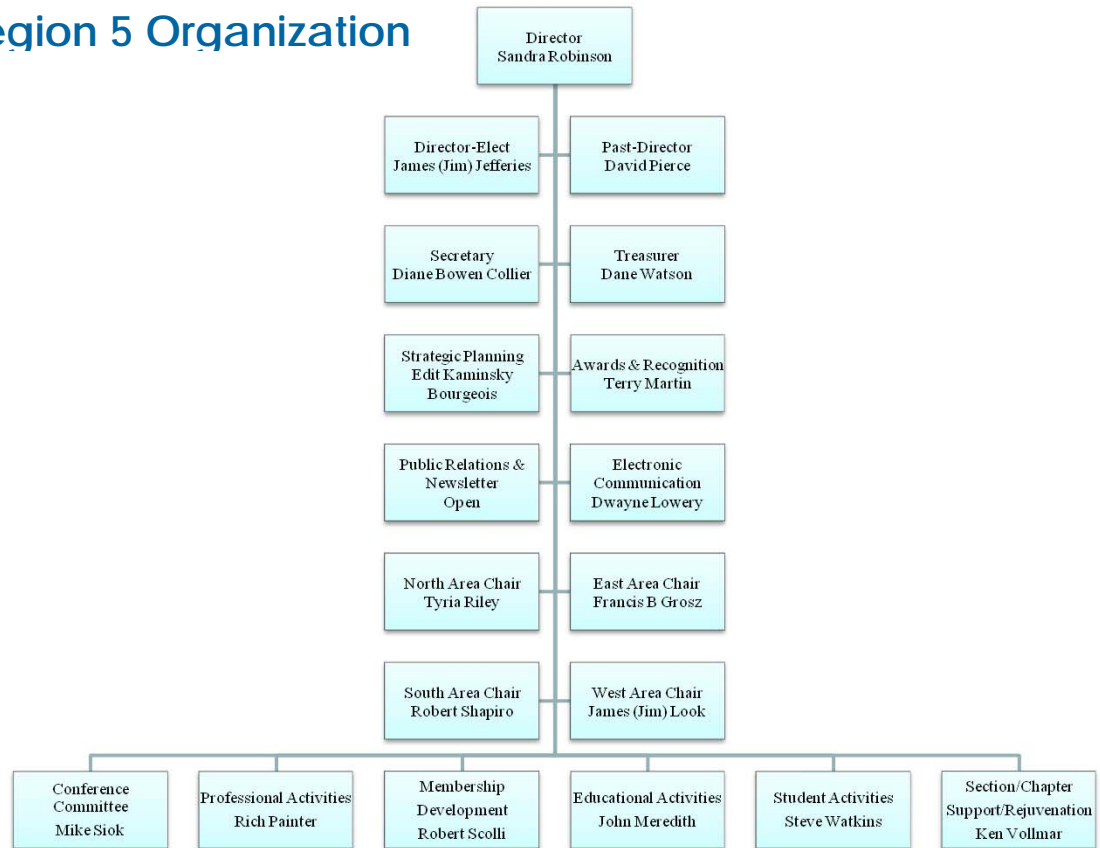 egion 5 Organization
Director
Sandra Robinson
Director-Elect
James (Jim) Jefferies
Past-Director
David Pierce
Secretary
Diane Bowen Collier
Treasurer
Dane Watson
Strategic Planning
Edit Kaminsky
Bourgeois
Awards & Recognition
Terry Martin
Public Relations &
Newsletter
Open
Electronic
Communication
Dwayne Lowery
North Area Chair
Tyria Riley
East Area Chair
Francis B Grosz
South Area Chair
Robert Shapiro
West Area Chair
James (Jim) Look
Conference
Committee
Mike Siok
Professional Activities
Rich Painter
Membership
Development
Robert Scolli
Educational Activities
John Meredith
Student Activities
Steve Watkins
Section/Chapter
Support/Rejuvenation
Ken Vollmar